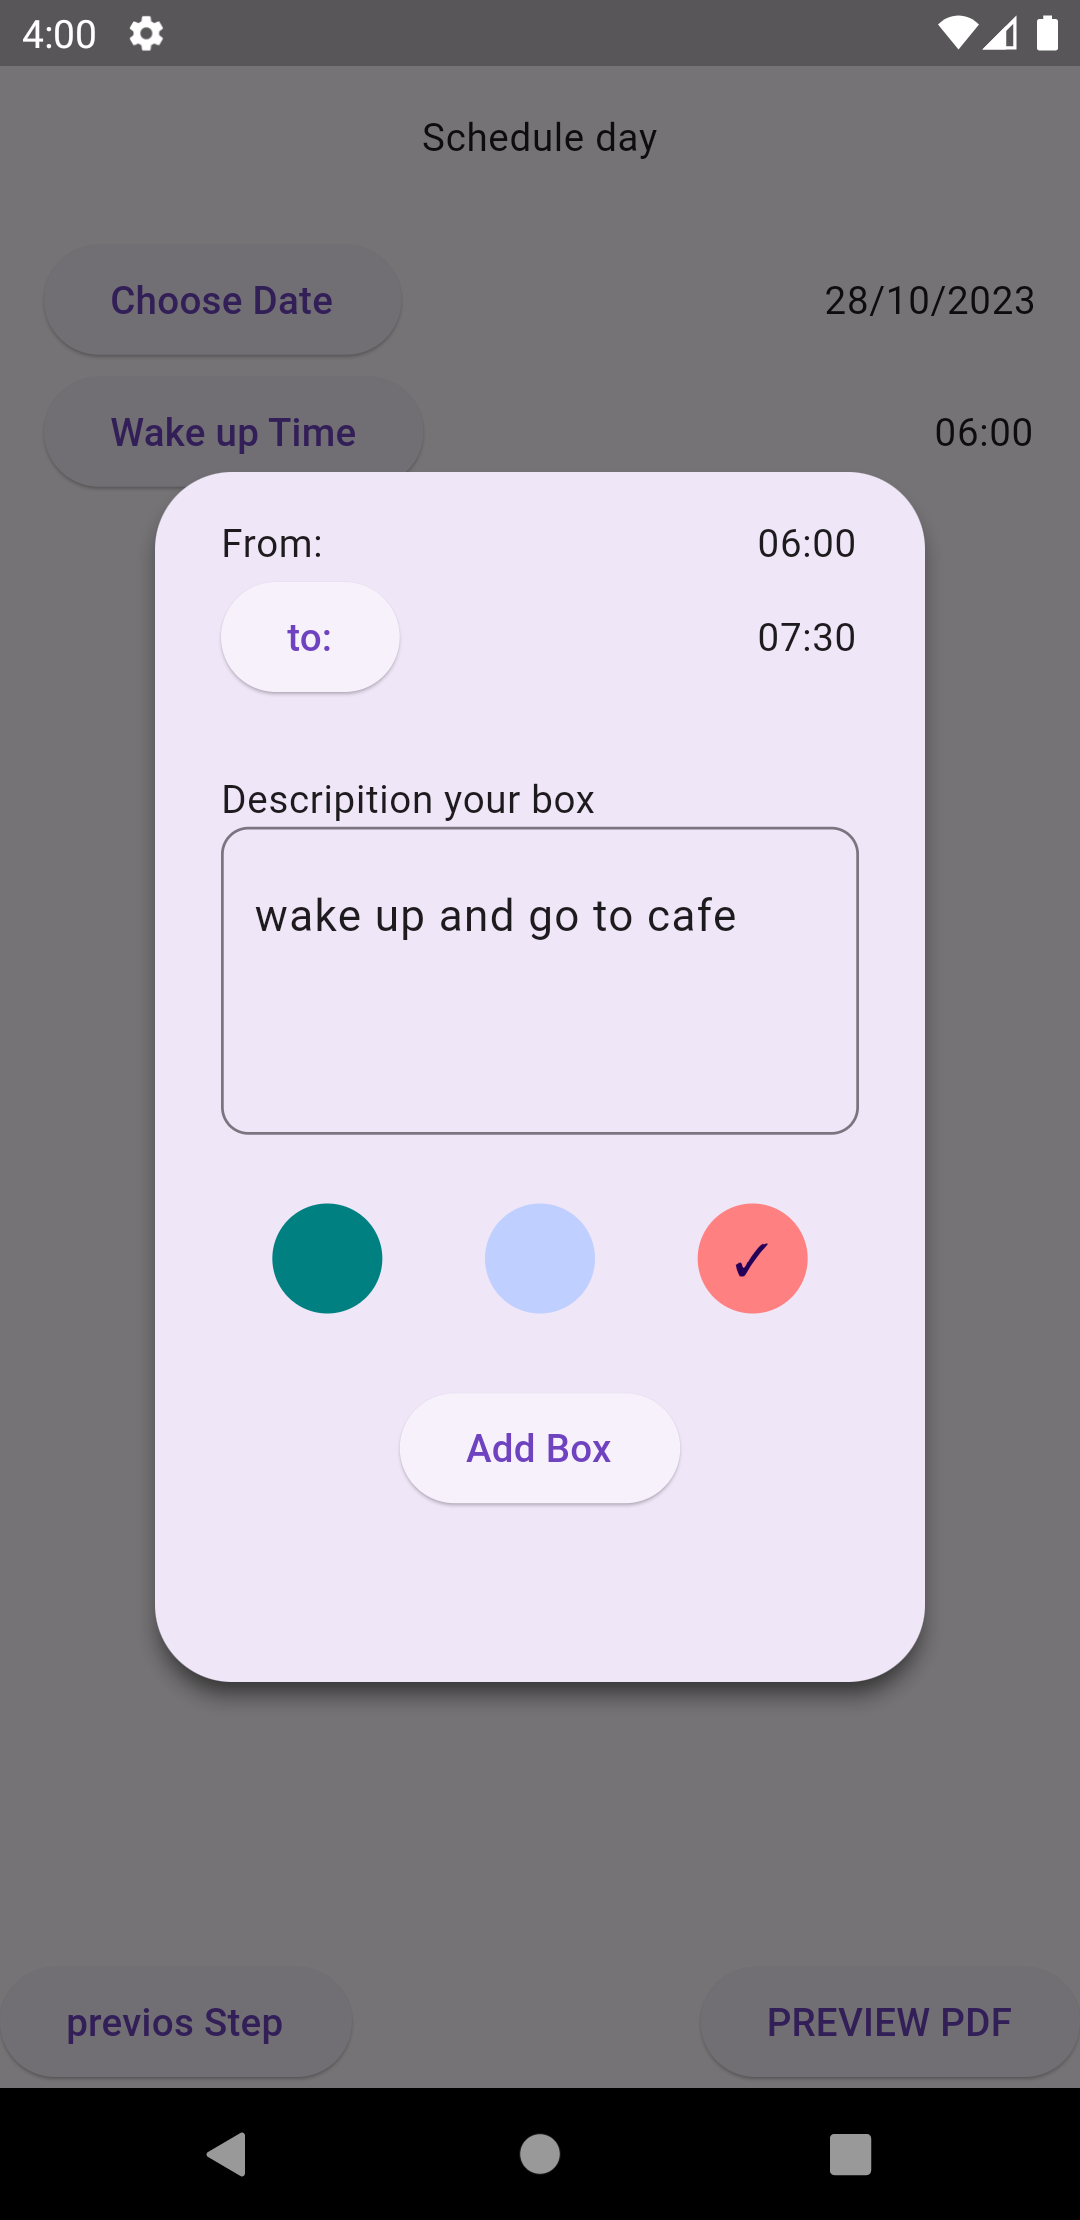 4:00
Schedule day
Choose Date 28/10/2023
Wake up Time 06:00
From: 06:00
to: 07:30
Descripition your box
wake up and go to cafe
✓
Add Box
previos Step PREVIEW PDF